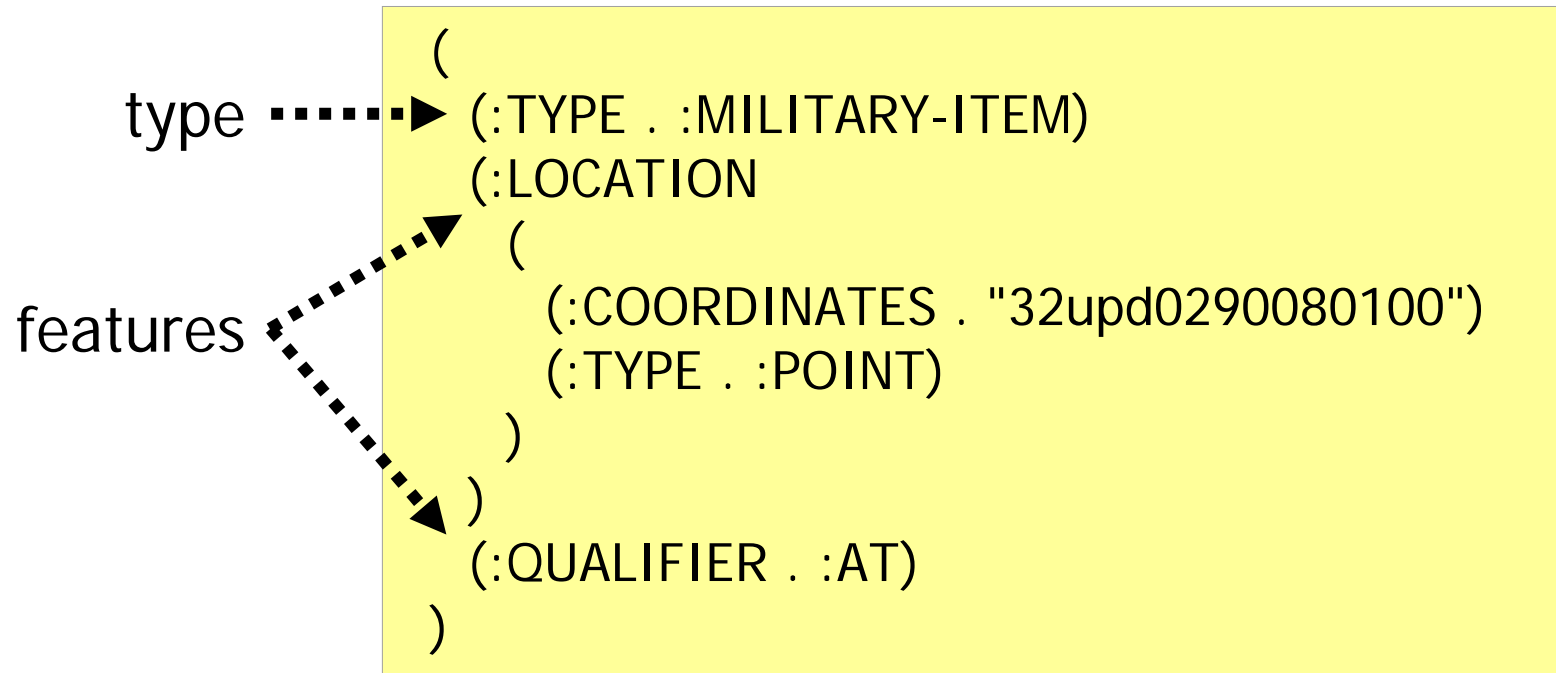 (
type (:TYPE . :MILITARY-ITEM)
(:LOCATION
(
features (:COORDINATES . "32upd0290080100")
(:TYPE . :POINT)
)
)
(:QUALIFIER . :AT)
)